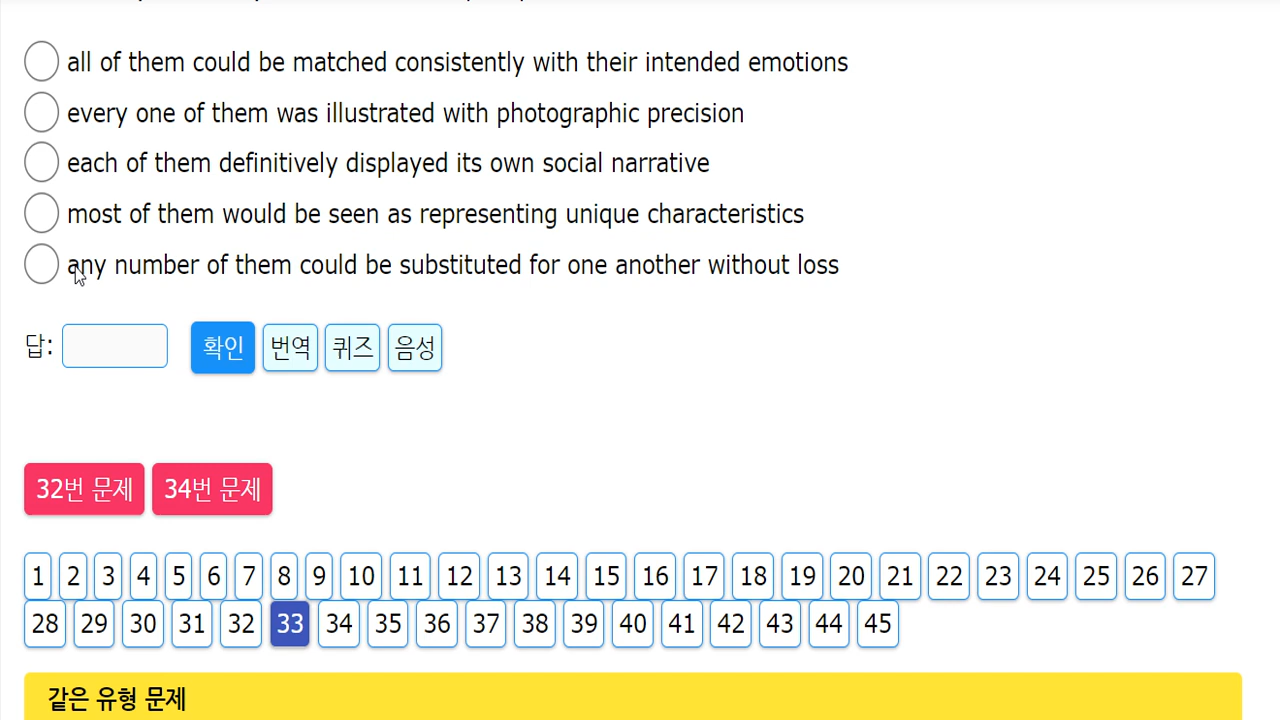 all of them could be matched consistently with their intended emotions
every one of them was illustrated with photographic precision
each of them definitively displayed its own social narrative
most of them would be seen as representing unique characteristics
any number of them could be substituted for one another without loss
답: 확인 번역 퀴즈 음성
32번 문제 34번 문제
1 2 3 4 5 6 7 8 9 10 11 12 13 14 15 16 17 18 19 20 21 22 23 24 25 26 27
28 29 30 31 32 33 34 35 36 37 38 39 40 41 42 43 44 45
같은 유형 문제